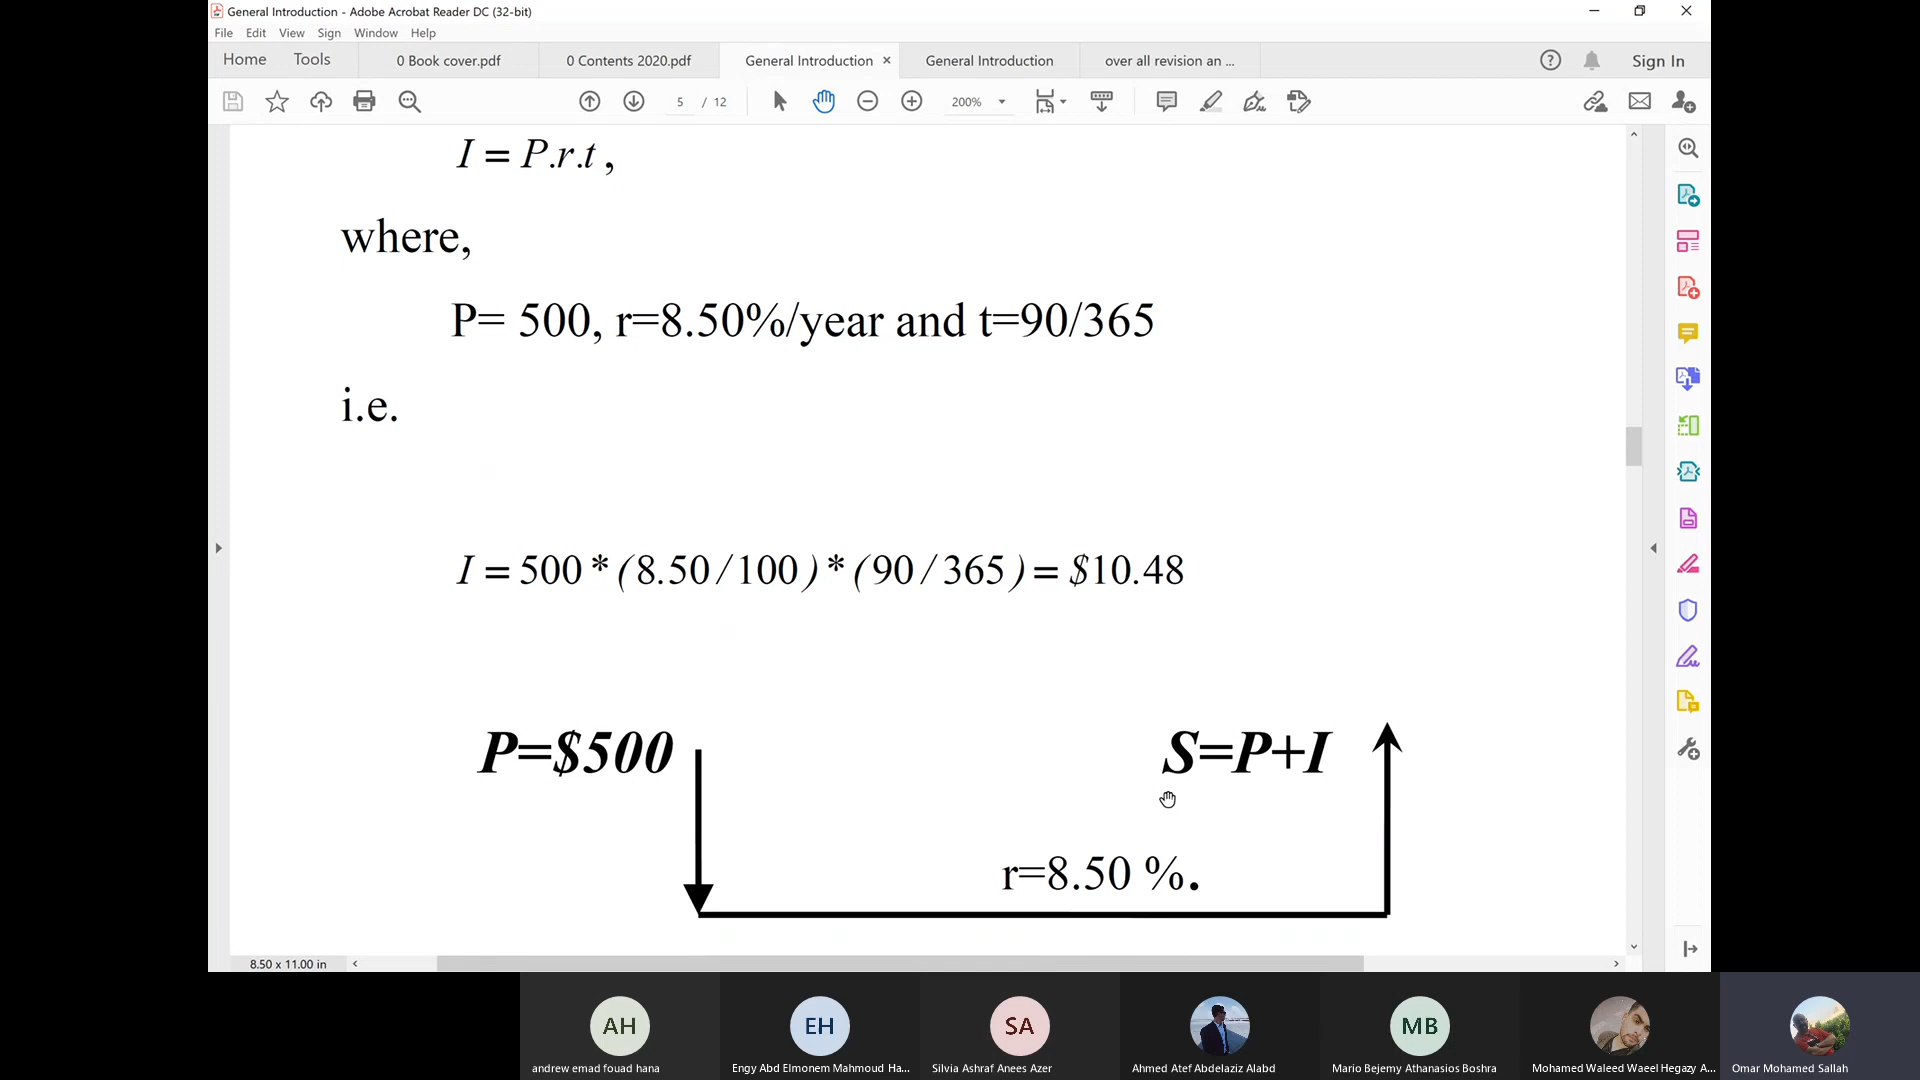 General Introduction - Adobe Acrobat Reader DC (32-bit)
File Edit View Sign Window Help
Home Tools 0 Book cover.pdf 0 Contents 2020.pdf General Introduction × General Introduction over all revision an ... Sign In
5 / 12 200%
I = P.r.t ,
where,
P= 500, r=8.50%/year and t=90/365
i.e.
I = 500 * (8.50 / 100 ) * (90 / 365 ) = $10.48
P=$500 S=P+I
r=8.50 %.
8.50 x 11.00 in
AH EH SA MB
andrew emad fouad hana Engy Abd Elmonem Mahmoud Ha... Silvia Ashraf Anees Azer Ahmed Atef Abdelaziz Alabd Mario Bejemy Athanasios Boshra Mohamed Waleed Waeel Hegazy A... Omar Mohamed Sallah